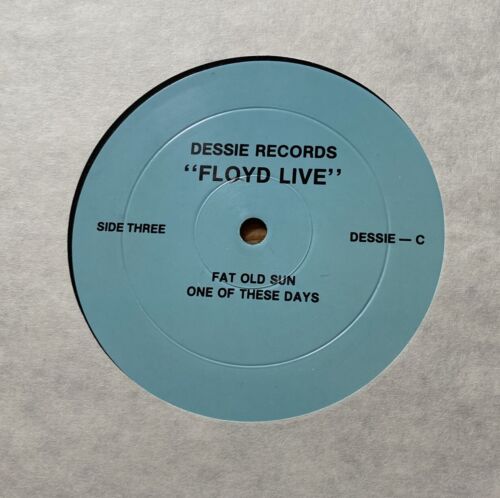 DESSIE RECORDS
“FLOYD LIVE”
SIDE THREE
DESSIE — C
FAT OLD SUN
ONE OF THESE DAYS